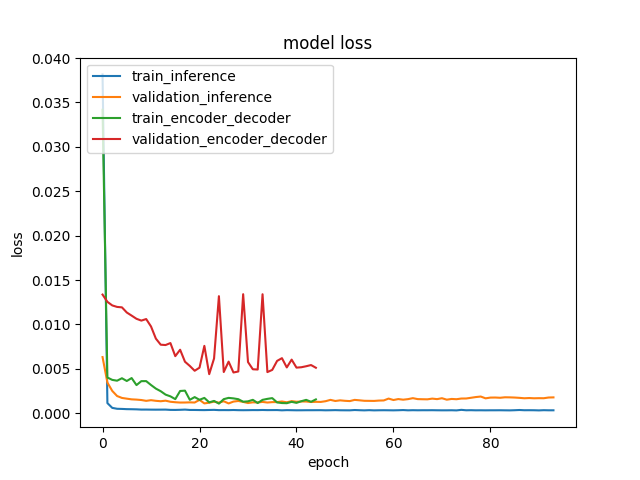 model loss
train_inference
validation_inference
train_encoder_decoder
validation_encoder_decoder
0.040
0.035
0.030
0.025
0.020
0.015
0.010
0.005
0.000
loss
0 20 40 60 80
epoch